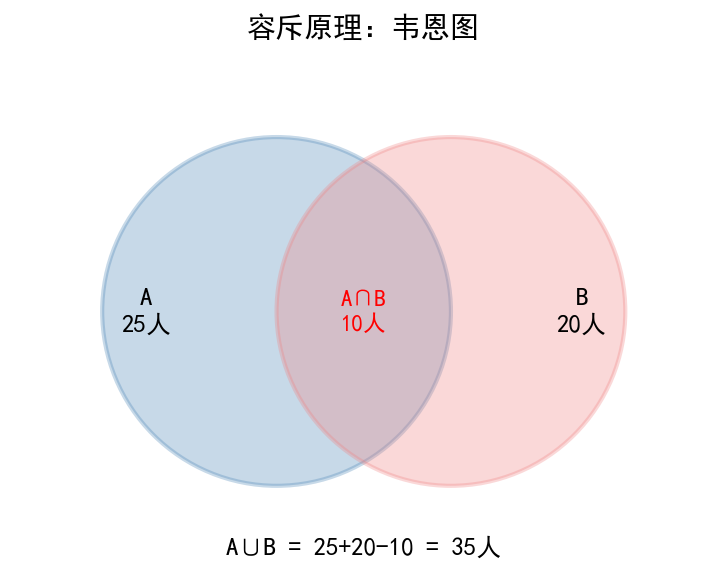 容斥原理：韦恩图
A
25人
A∩B
10人
B
20人
A∪B = 25+20-10 = 35人